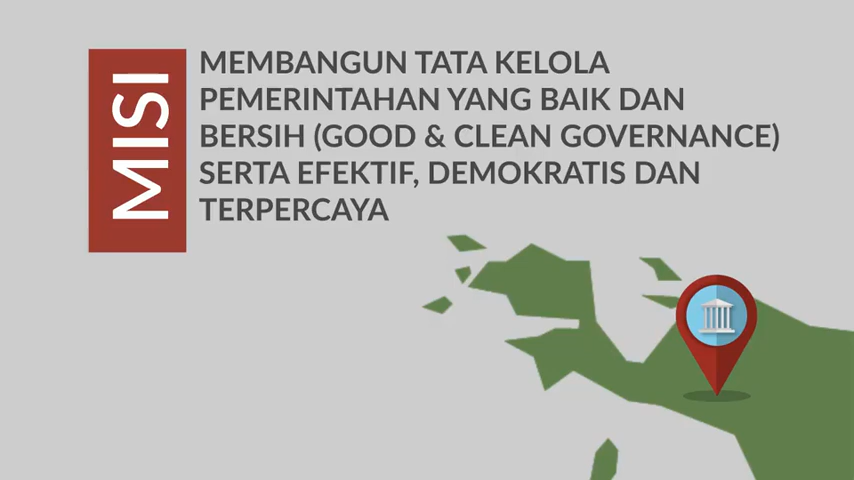 MISI
MEMBANGUN TATA KELOLA
PEMERINTAHAN YANG BAIK DAN
BERSIH (GOOD & CLEAN GOVERNANCE)
SERTA EFEKTIF, DEMOKRATIS DAN
TERPERCAYA